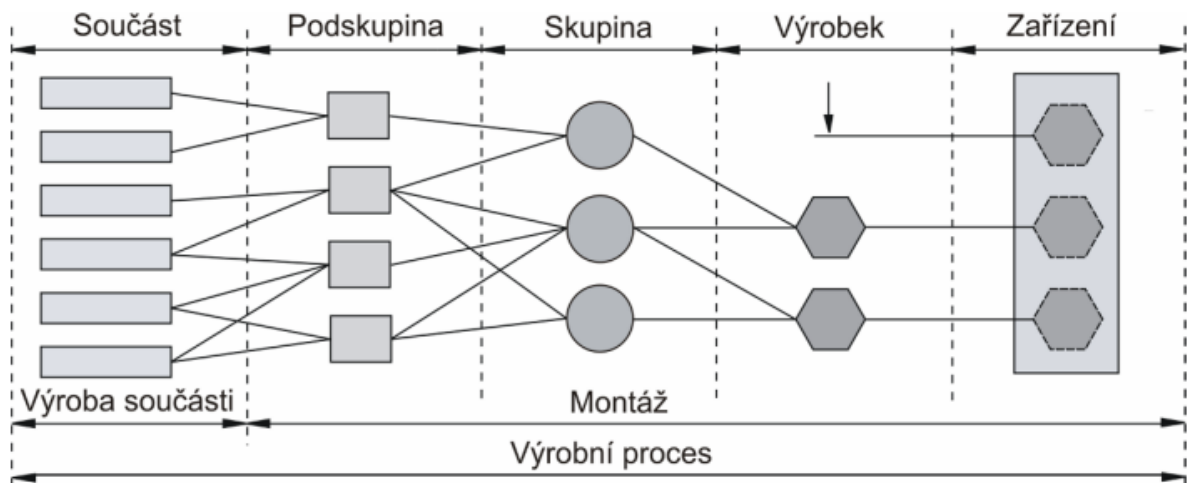 Součást Podskupina Skupina Výrobek Zařízení
Výroba součásti Montáž
Výrobní proces